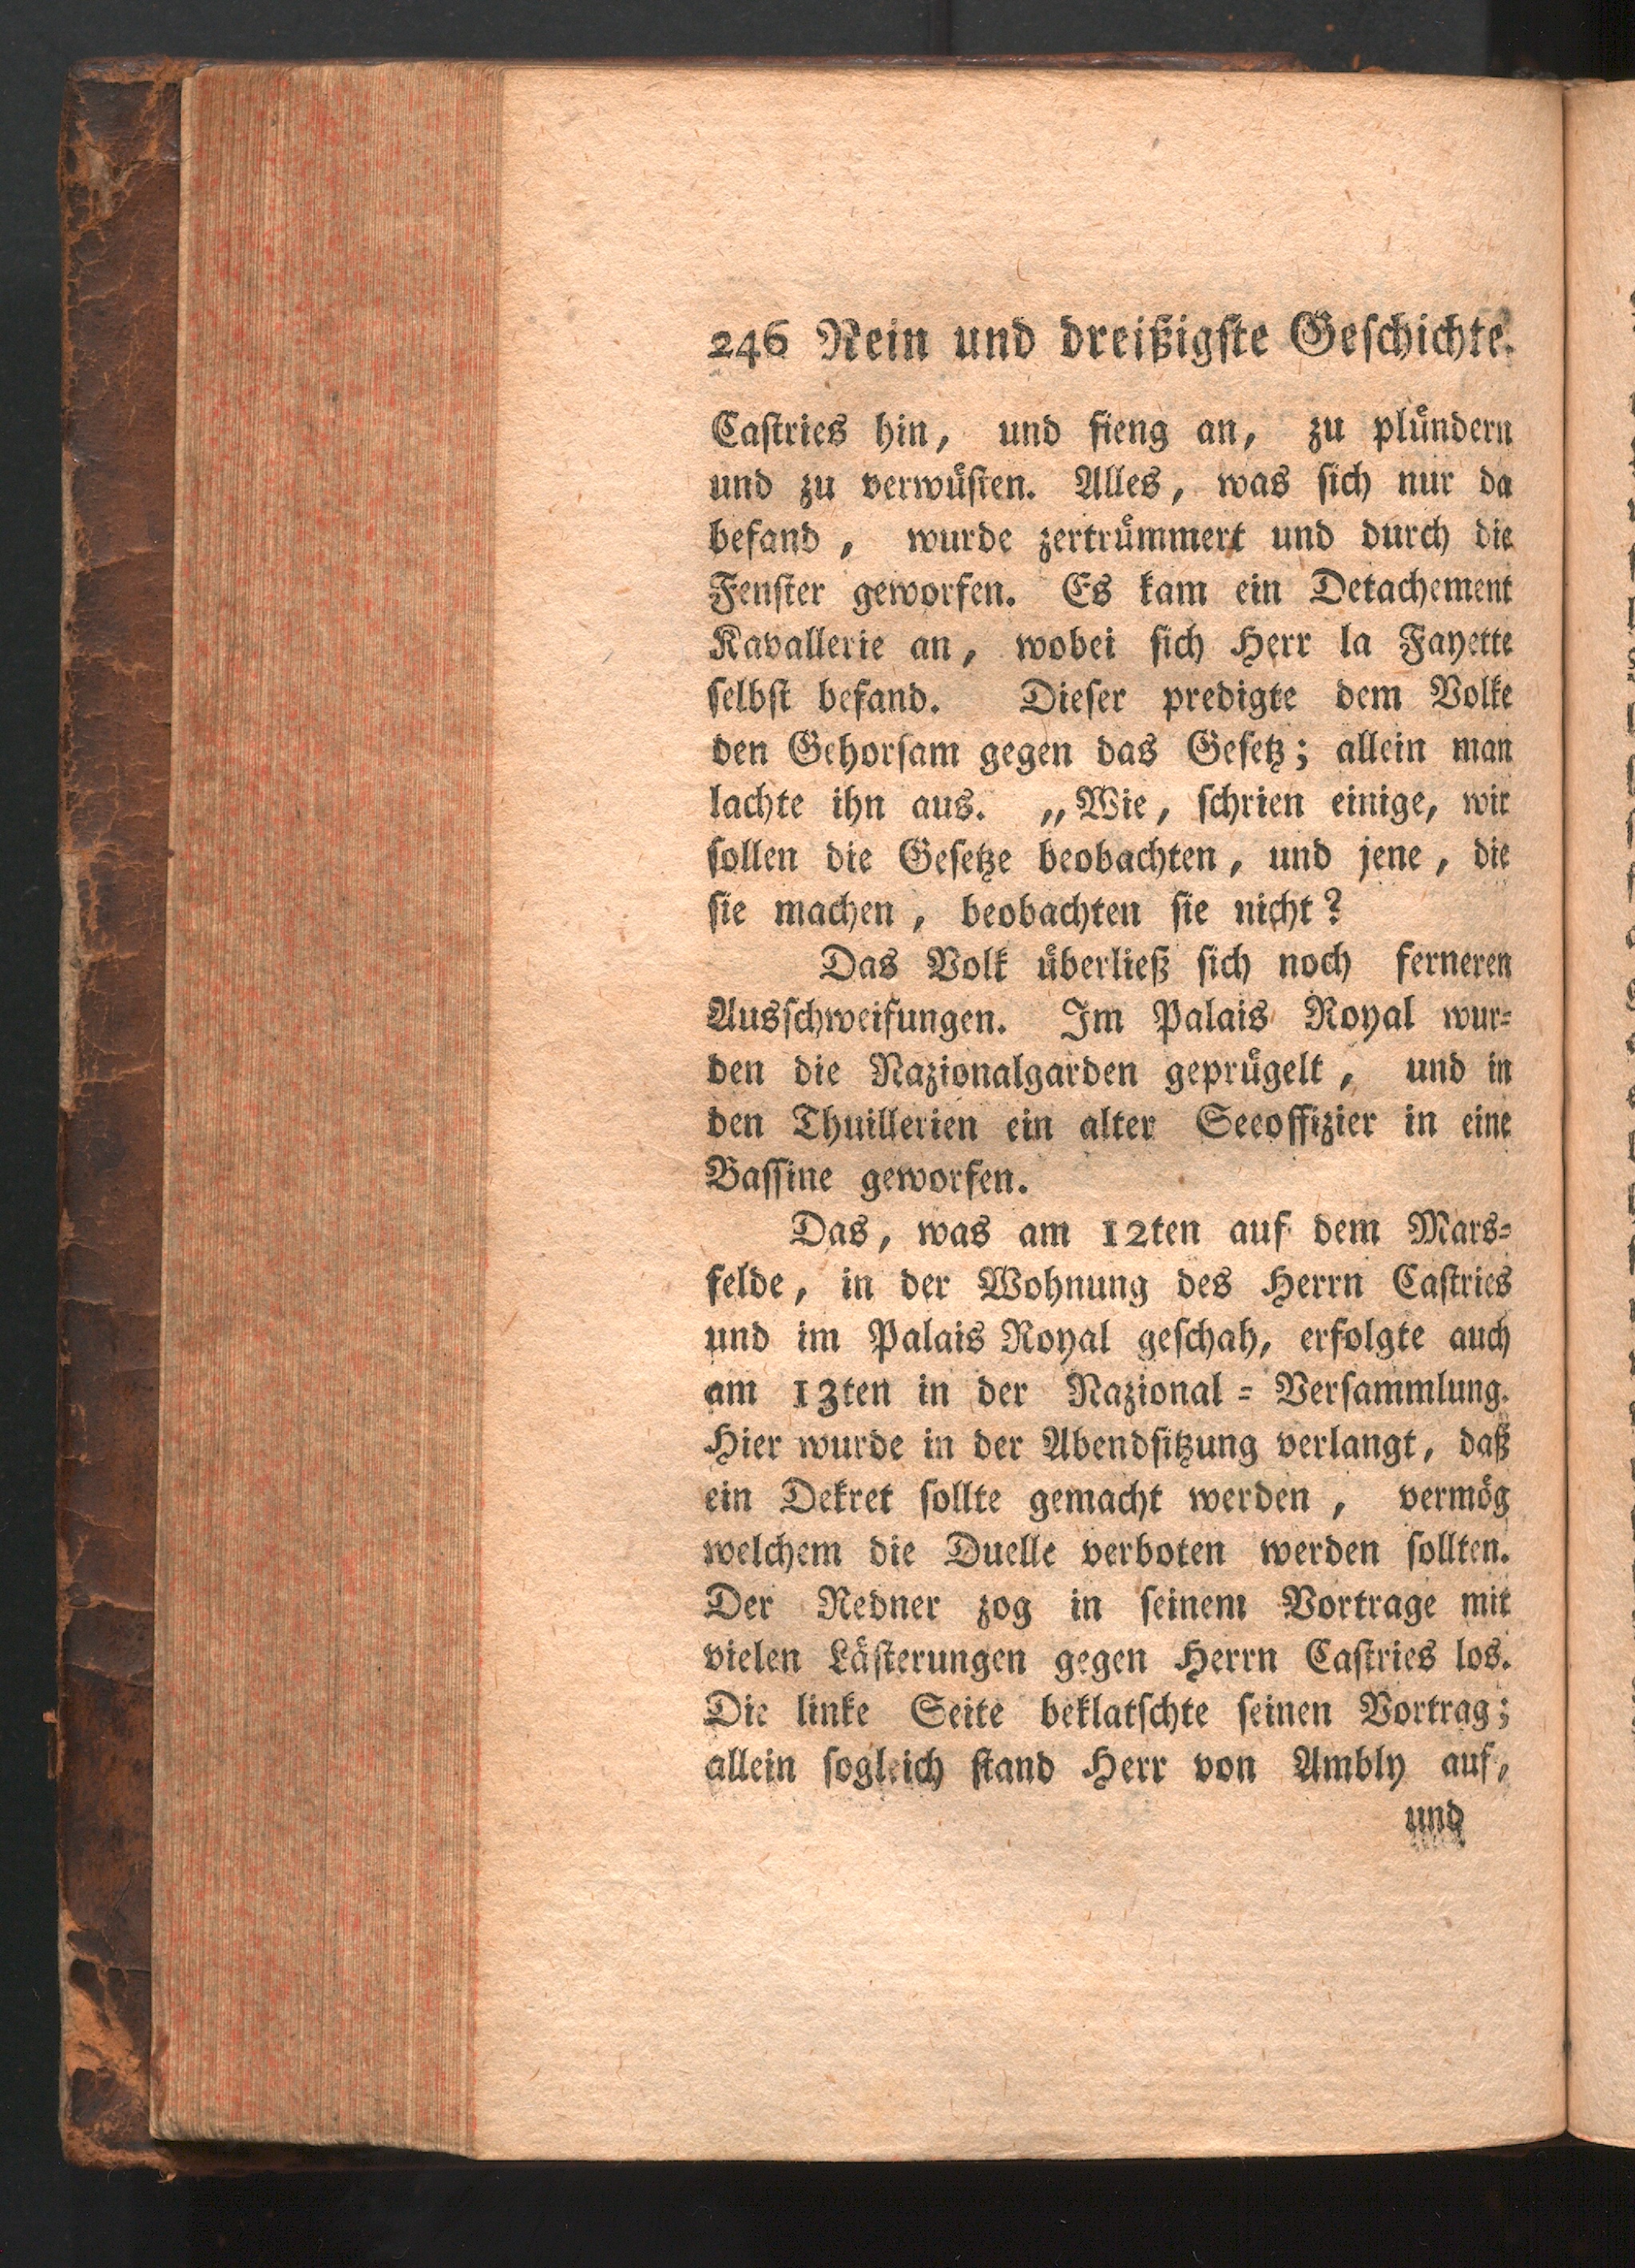 246 Nein und dreißigste Geschichte.
Castries hin, und fieng an, zu plündern
und zu verwüsten. Alles, was sich nur da
befand, wurde zertrümmert und durch die
Fenster geworfen. Es kam ein Detachement
Kavallerie an, wobei sich Herr la Fayette
selbst befand. Dieser predigte dem Volke
den Gehorsam gegen das Gesetz; allein man
lachte ihn aus. „Wie, schrien einige, wir
sollen die Gesetze beobachten, und jene, die
sie machen, beobachten sie nicht?
Das Volk überließ sich noch ferneren
Ausschweifungen. Im Palais Royal wur-
den die Nazionalgarden geprügelt, und in
den Thuillerien ein alter Seeoffizier in eine
Bassine geworfen.
Das, was am 12ten auf dem Mars-
felde, in der Wohnung des Herrn Castries
und im Palais Royal geschah, erfolgte auch
am 13ten in der Nazional-Versammlung.
Hier wurde in der Abendsitzung verlangt, daß
ein Dekret sollte gemacht werden, vermög
welchem die Duelle verboten werden sollten.
Der Redner zog in seinem Vortrage mit
vielen Lästerungen gegen Herrn Castries los.
Die linke Seite beklatschte seinen Vortrag;
allein sogleich stand Herr von Ambly auf,
und